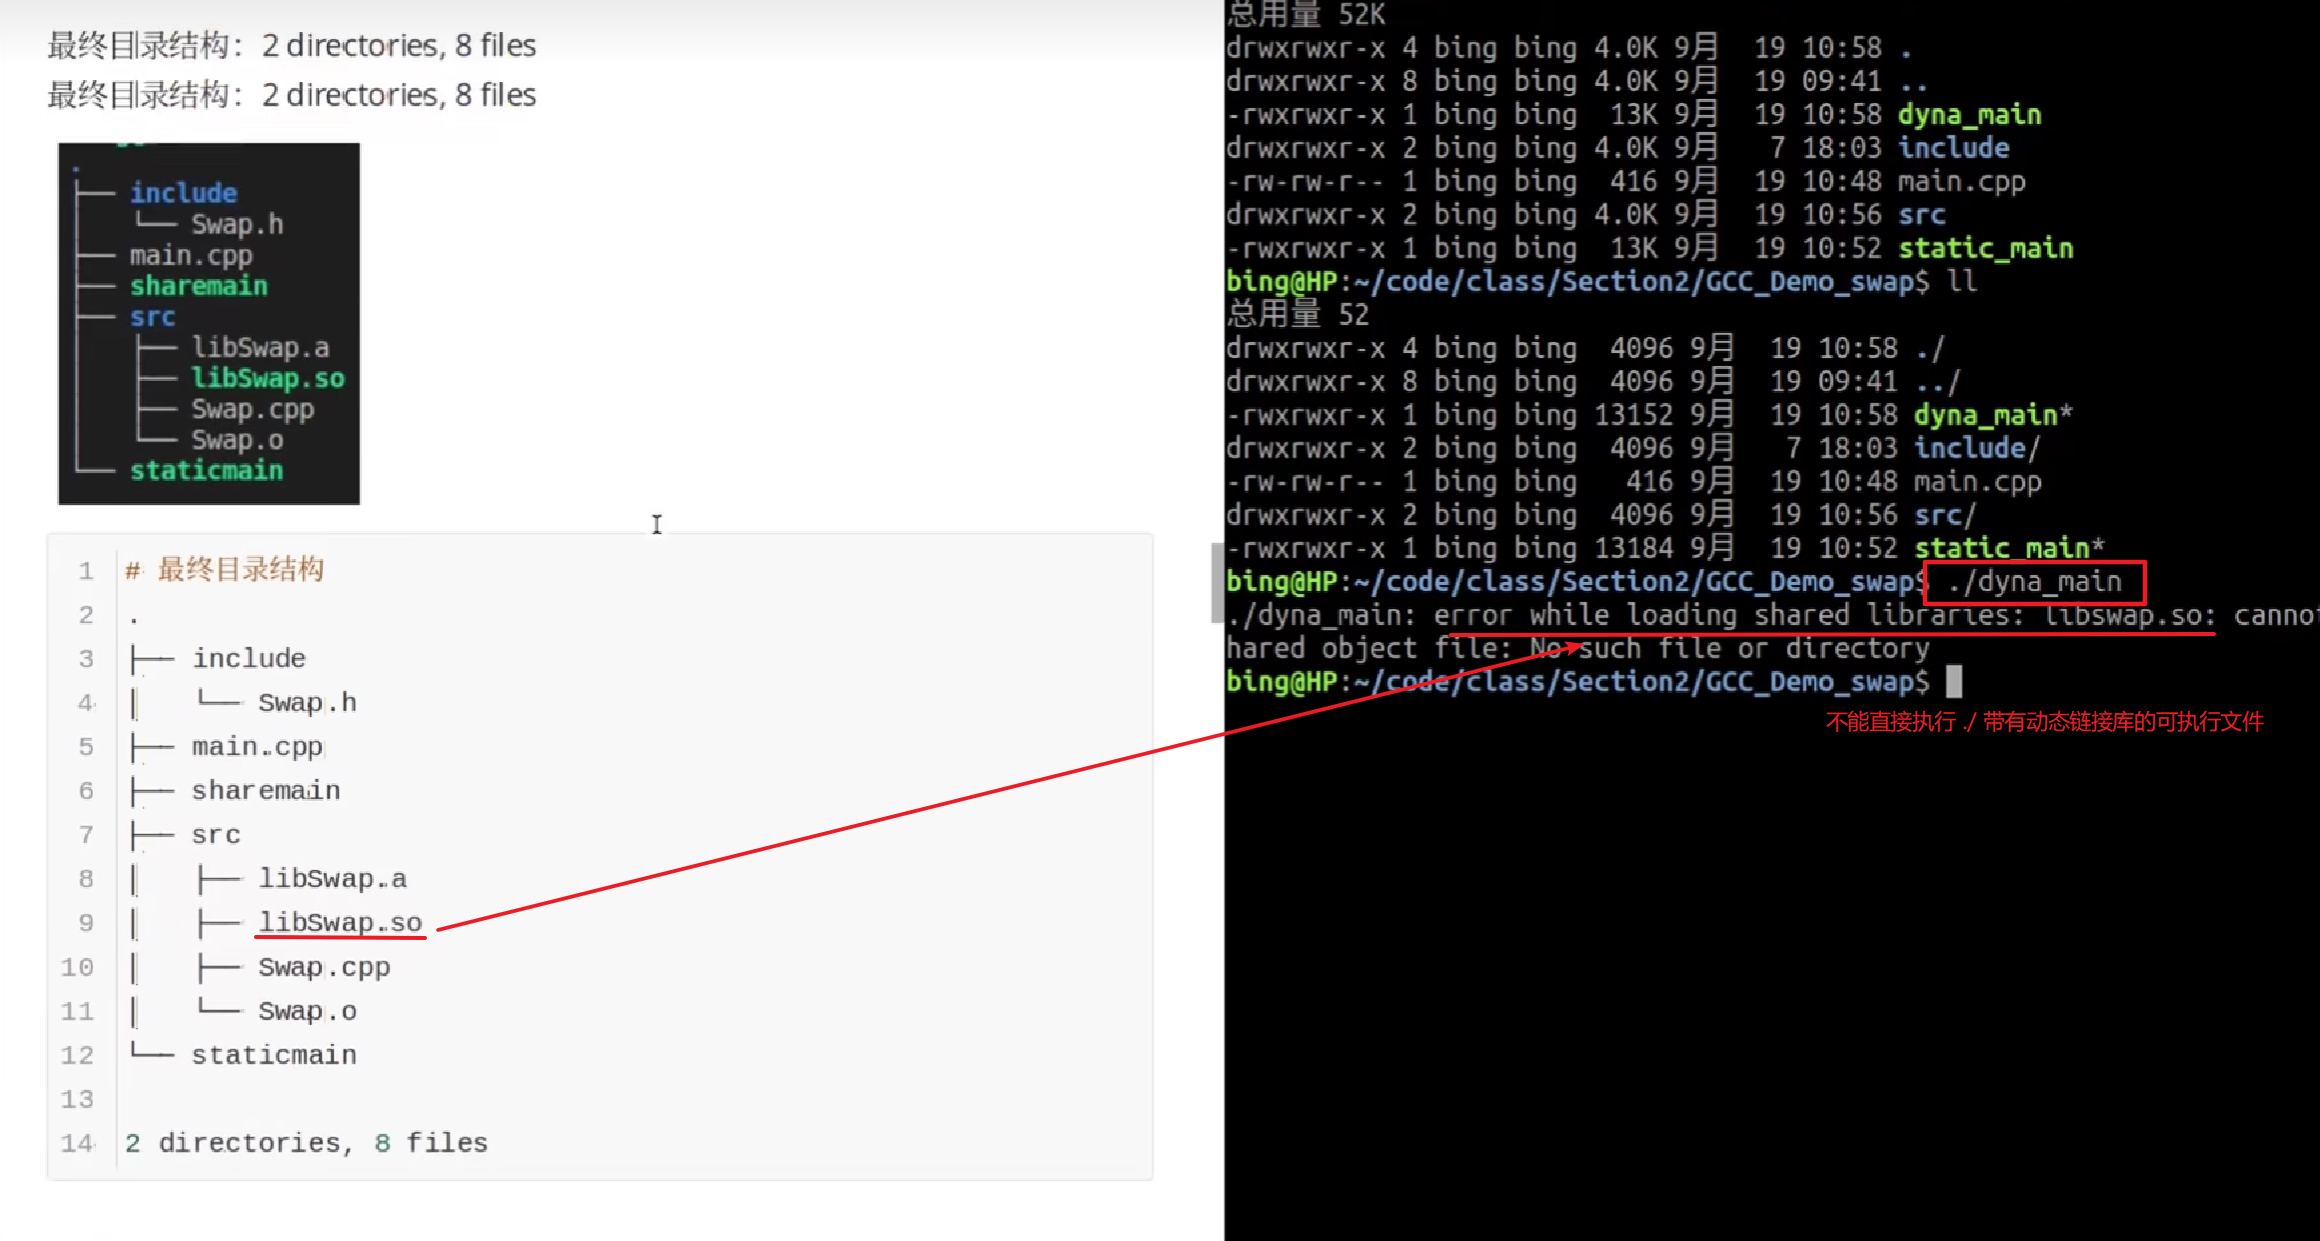 最终目录结构：2 directories, 8 files
最终目录结构：2 directories, 8 files
.
├── include
│   └── Swap.h
├── main.cpp
├── sharemain
├── src
│   ├── libSwap.a
│   ├── libSwap.so
│   ├── Swap.cpp
│   └── Swap.o
└── staticmain
1 # 最终目录结构
2 .
3 ├── include
4 │   └── Swap.h
5 ├── main.cpp
6 ├── sharemain
7 ├── src
8 │   ├── libSwap.a
9 │   ├── libSwap.so
10 │   ├── Swap.cpp
11 │   └── Swap.o
12 └── staticmain
13
14 2 directories, 8 files
总用量 52K
drwxrwxr-x 4 bing bing 4.0K 9月  19 10:58 .
drwxrwxr-x 8 bing bing 4.0K 9月  19 09:41 ..
-rwxrwxr-x 1 bing bing  13K 9月  19 10:58 dyna_main
drwxrwxr-x 2 bing bing 4.0K 9月   7 18:03 include
-rw-rw-r-- 1 bing bing  416 9月  19 10:48 main.cpp
drwxrwxr-x 2 bing bing 4.0K 9月  19 10:56 src
-rwxrwxr-x 1 bing bing  13K 9月  19 10:52 static_main
bing@HP:~/code/class/Section2/GCC_Demo_swap$ ll
总用量 52
drwxrwxr-x 4 bing bing  4096 9月  19 10:58 ./
drwxrwxr-x 8 bing bing  4096 9月  19 09:41 ../
-rwxrwxr-x 1 bing bing 13152 9月  19 10:58 dyna_main*
drwxrwxr-x 2 bing bing  4096 9月   7 18:03 include/
-rw-rw-r-- 1 bing bing   416 9月  19 10:48 main.cpp
drwxrwxr-x 2 bing bing  4096 9月  19 10:56 src/
-rwxrwxr-x 1 bing bing 13184 9月  19 10:52 static_main*
bing@HP:~/code/class/Section2/GCC_Demo_swap$ ./dyna_main
./dyna_main: error while loading shared libraries: libswap.so: canno
hared object file: No such file or directory
bing@HP:~/code/class/Section2/GCC_Demo_swap$
不能直接执行 ./ 带有动态链接库的可执行文件